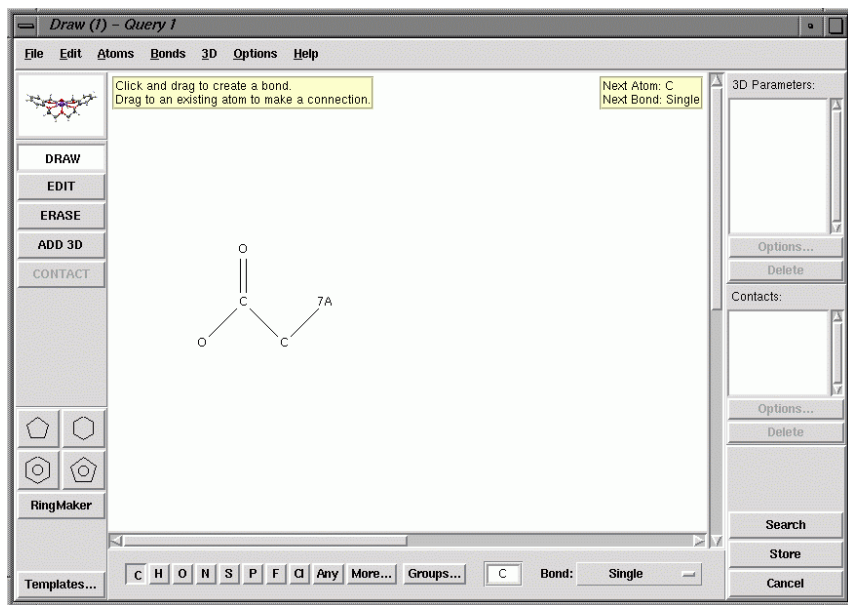 Draw (1) – Query 1
File Edit Atoms Bonds 3D Options Help
Click and drag to create a bond.
Drag to an existing atom to make a connection.
Next Atom: C
Next Bond: Single
3D Parameters:
DRAW
EDIT
ERASE
ADD 3D
CONTACT
Options...
Delete
Contacts:
O
C 7A
O C
Options...
Delete
RingMaker
Search
Store
Cancel
Templates...
C H O N S P F Cl Any More... Groups... C Bond: Single